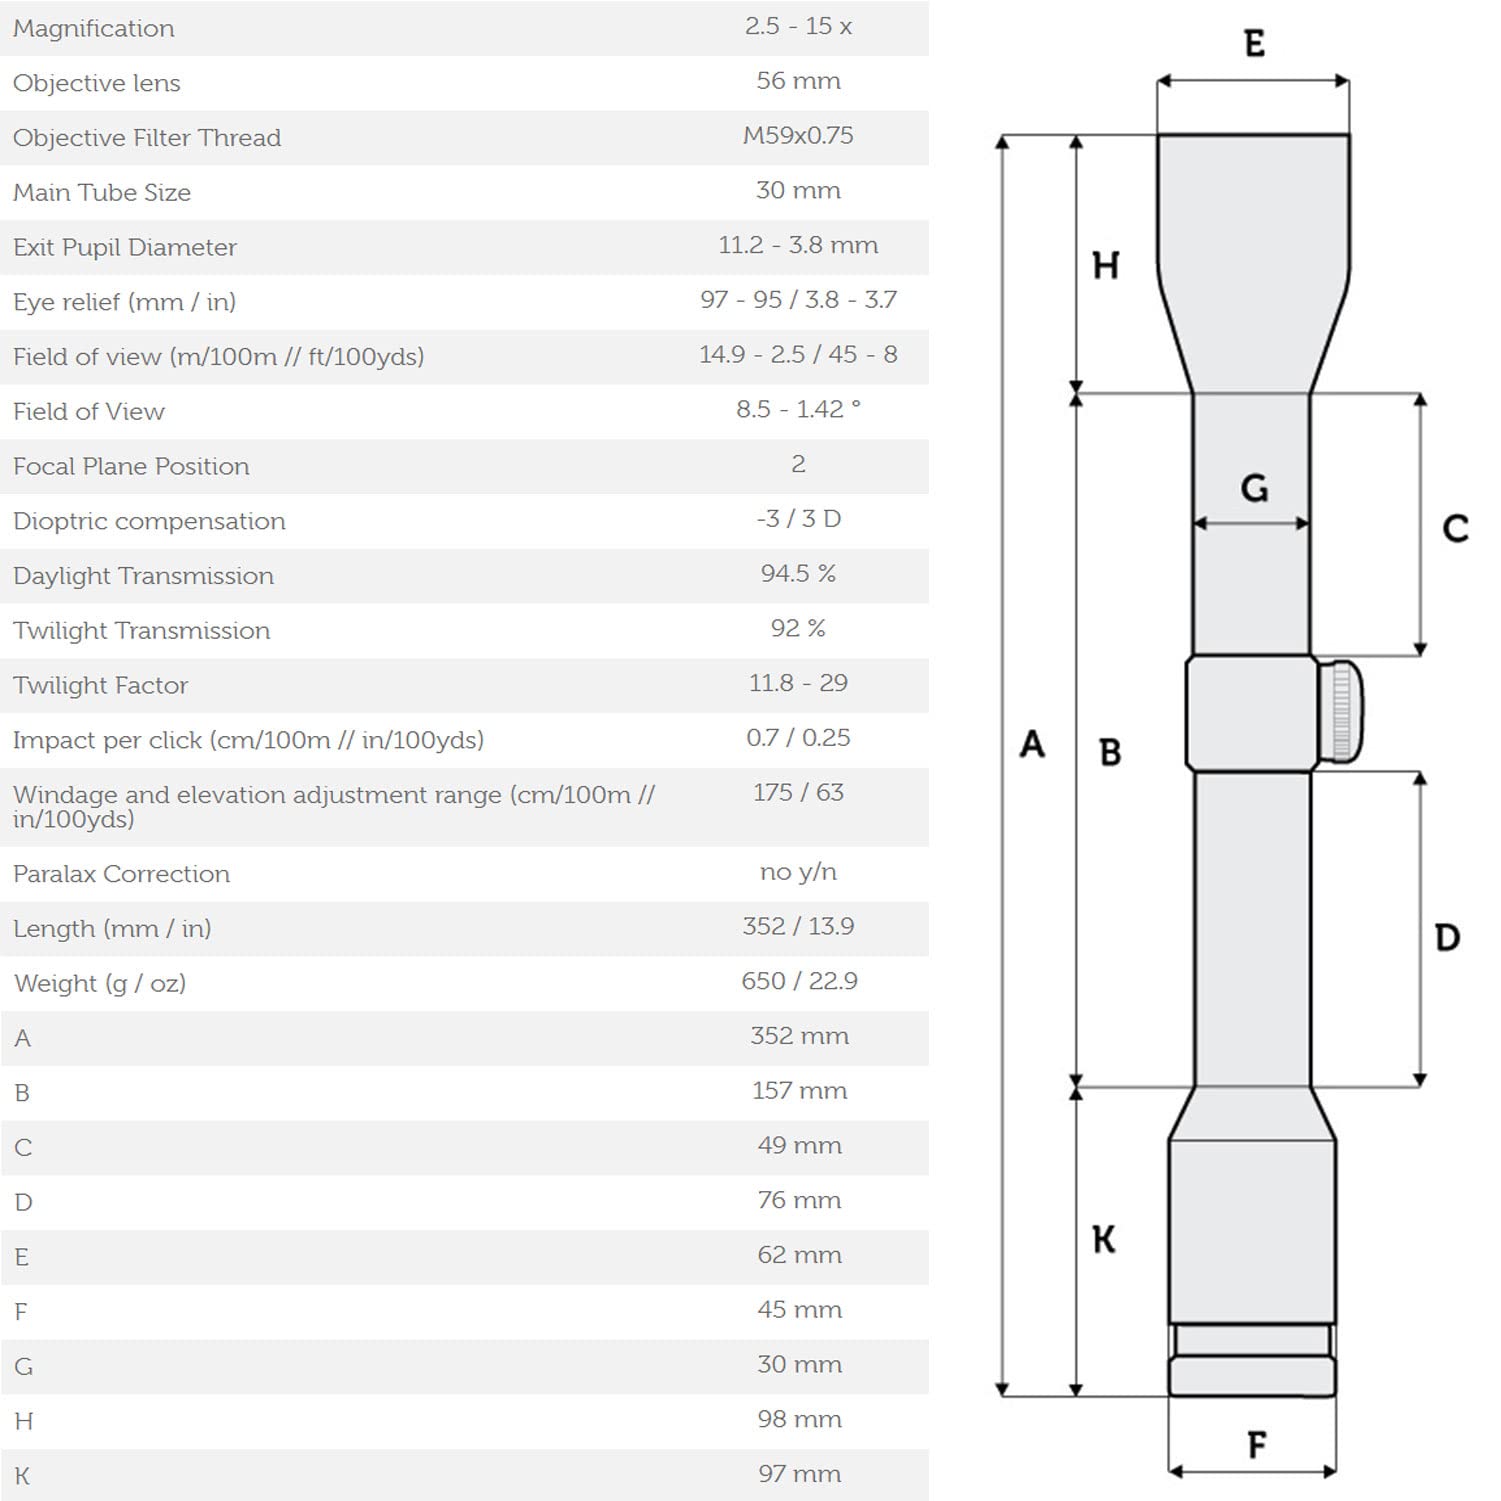 Magnification 2.5 - 15 x
Objective lens 56 mm
Objective Filter Thread M59x0.75
Main Tube Size 30 mm
Exit Pupil Diameter 11.2 - 3.8 mm
Eye relief (mm / in) 97 - 95 / 3.8 - 3.7
Field of view (m/100m // ft/100yds) 14.9 - 2.5 / 45 - 8
Field of View 8.5 - 1.42 °
Focal Plane Position 2
Dioptric compensation -3 / 3 D
Daylight Transmission 94.5 %
Twilight Transmission 92 %
Twilight Factor 11.8 - 29
Impact per click (cm/100m // in/100yds) 0.7 / 0.25
Windage and elevation adjustment range (cm/100m // 175 / 63
in/100yds)
Paralax Correction no y/n
Length (mm / in) 352 / 13.9
Weight (g / oz) 650 / 22.9
A 352 mm
B 157 mm
C 49 mm
D 76 mm
E 62 mm
F 45 mm
G 30 mm
H 98 mm
K 97 mm
E
H
G
C
A
B
D
K
F